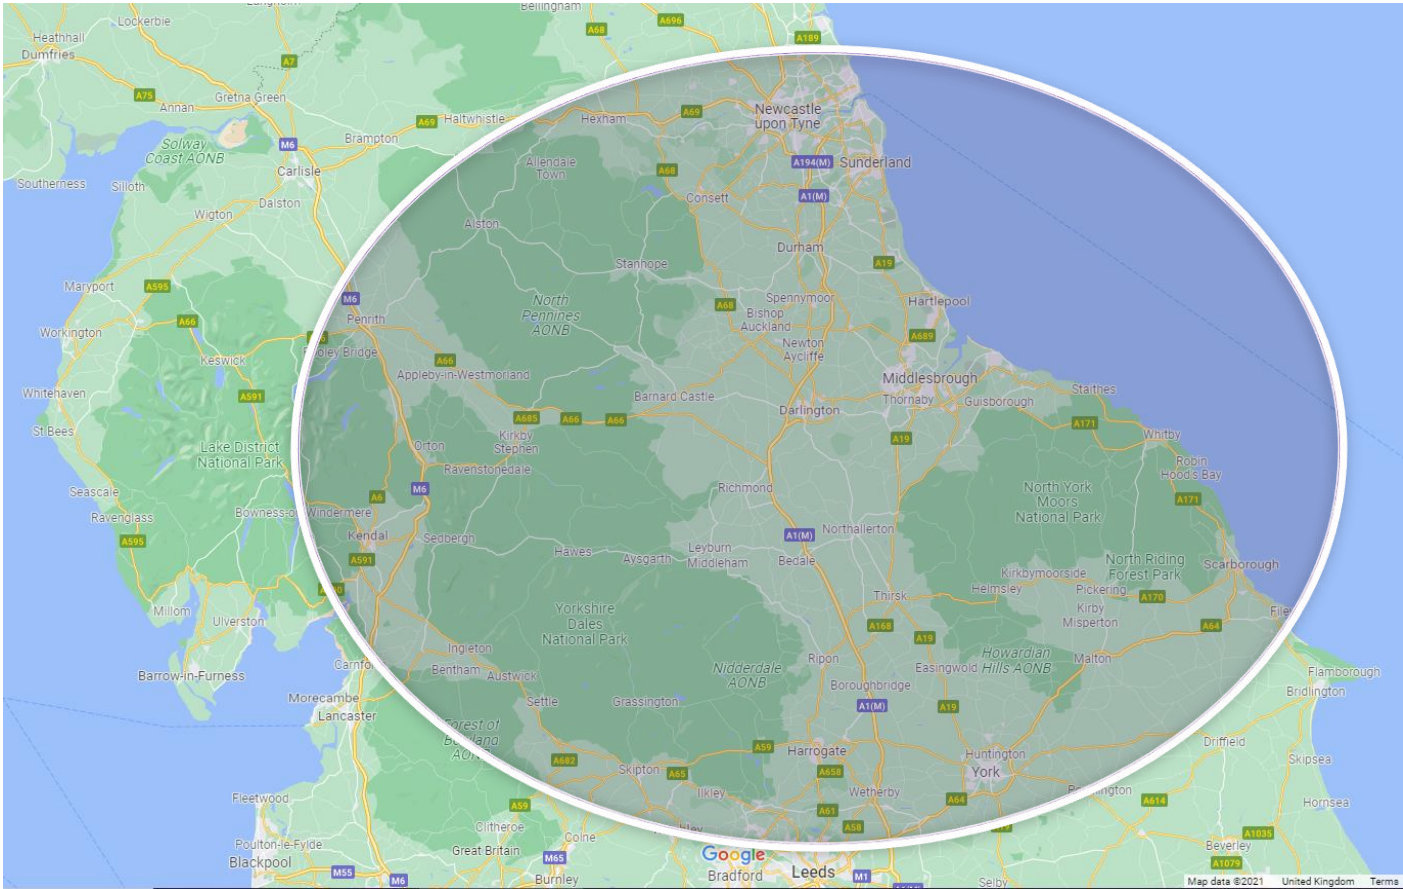 Lockerbie
Bellingham
A696
A68
A189
Heathhall
Dumfries
A7
A75
Annan
Gretna Green
A69
Haltwhistle
Hexham
A69
Newcastle
upon Tyne
Solway
Coast AONB
M6
Brampton
Carlisle
Allendale
Town
A68
A194(M)
Sunderland
Southerness
Silloth
Dalston
Wigton
Consett
A1(M)
Alston
Durham
Stanhope
A19
Maryport
A595
M6
North
Pennines
AONB
A68
Spennymoor
Bishop
Auckland
Hartlepool
Workington
A66
Penrith
Newton
Aycliffe
A689
Keswick
Pooley Bridge
A66
Appleby-in-Westmorland
Middlesbrough
Whitehaven
A591
Barnard Castle
Darlington
Thornaby
Guisborough
Staithes
St Bees
A685
A66
A66
A171
Lake District
National Park
Orton
Kirkby
Stephen
A19
Whitby
Ravenstonedale
Robin
Hood's Bay
Seascale
A6
M6
Richmond
North York
Moors
National Park
A171
Ravenglass
Bowness-o
Windermere
A595
Kendal
Sedbergh
A1(M)
Northallerton
A591
Hawes
Aysgarth
Leyburn
Middleham
Bedale
North Riding
Forest Park
Scarborough
Kirkbymoorside
Helmsley
Pickering
Thirsk
A170
Millom
Ulverston
Yorkshire
Dales
National Park
A168
Kirby
Misperton
A64
File
A19
Ingleton
Howardian
Hills AONB
Malton
Barrow-in-Furness
Carnfo
Bentham
Austwick
Nidderdale
AONB
Ripon
Easingwold
Flamborough
Morecambe
Lancaster
Settle
Grassington
Boroughbridge
Bridlington
A1(M)
A19
Forest of
Bowland
AON
A59
Harrogate
Huntington
Driffield
A682
Skipton
A65
A658
York
Skipsea
Ilkley
Wetherby
Fleetwood
A59
A64
A614
Hornsea
A61
Clitheroe
A58
Colne
A1035
Poulton-le-Fylde
Great Britain
Beverley
Blackpool
M55
M65
Google
A1079
M6
Burnley
Bradford
Leeds
M1
Selby
Map data ©2021 United Kingdom Terms